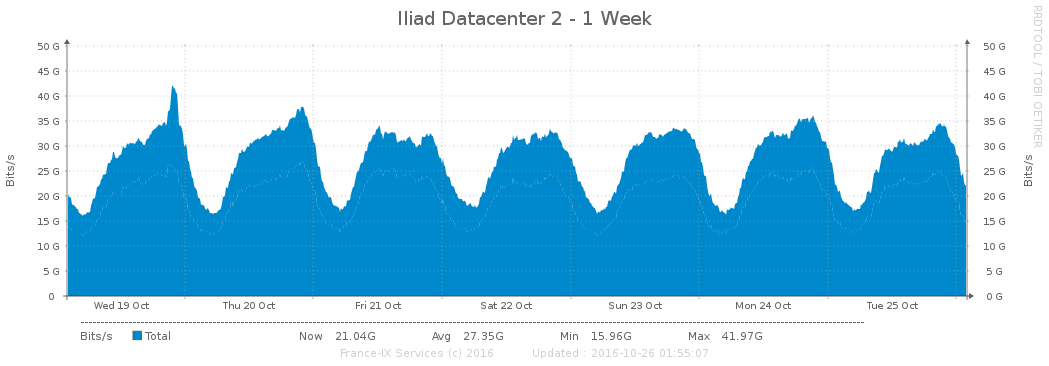 Iliad Datacenter 2 - 1 Week
RRDTOOL / TOBI OETIKER
Bits/s
50 G 50 G
45 G 45 G
40 G 40 G
35 G 35 G
30 G 30 G
25 G 25 G
20 G 20 G
15 G 15 G
10 G 10 G
5 G 5 G
0 0 G
Bits/s
Wed 19 Oct Thu 20 Oct Fri 21 Oct Sat 22 Oct Sun 23 Oct Mon 24 Oct Tue 25 Oct
Bits/s Total Now 21.04G Avg 27.35G Min 15.96G Max 41.97G
France-IX Services (c) 2016 Updated : 2016-10-26 01:55:07